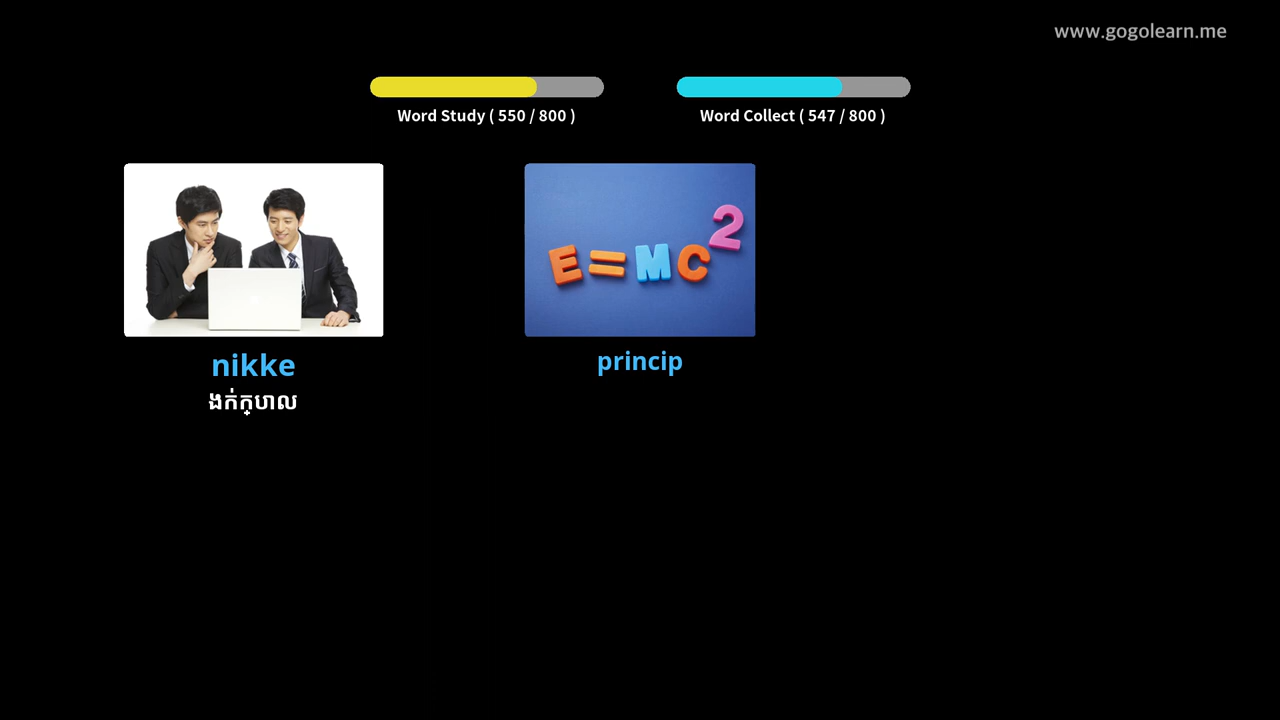 www.gogolearn.me
Word Study ( 550 / 800 )
Word Collect ( 547 / 800 )
E=MC2
nikke
ងក់ក្បាល
princip